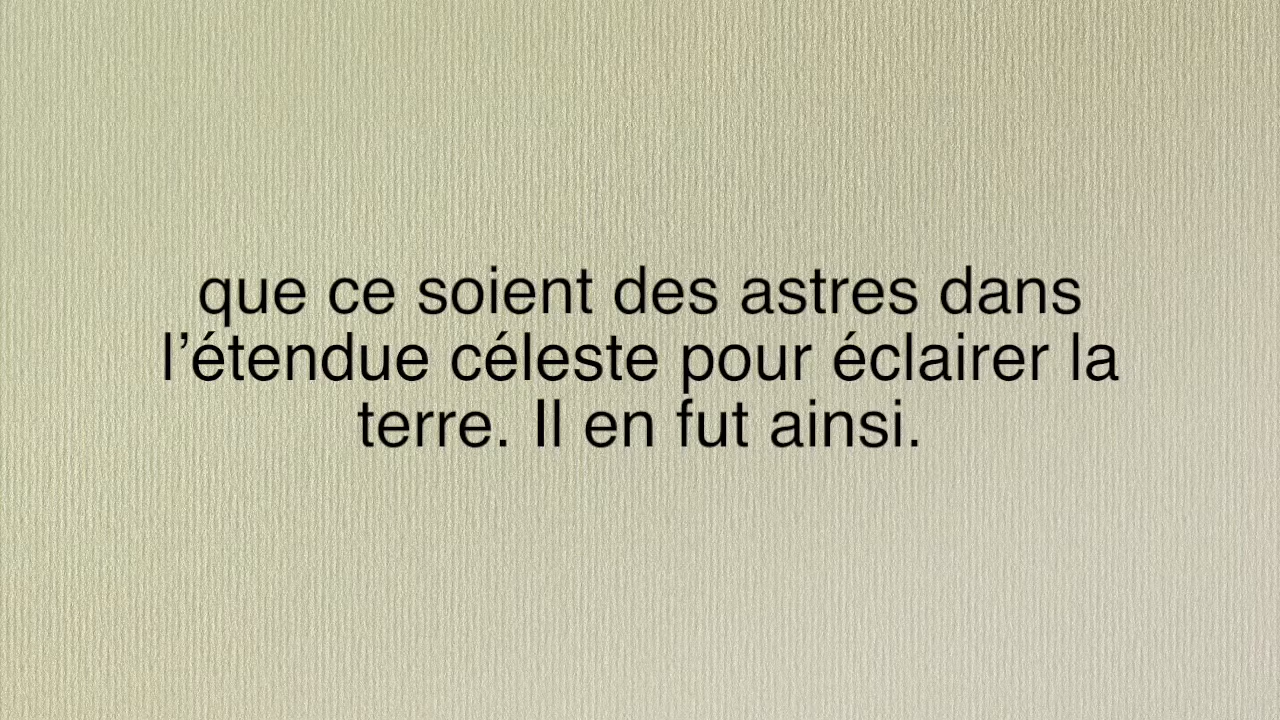 que ce soient des astres dans
l’étendue céleste pour éclairer la
terre. Il en fut ainsi.